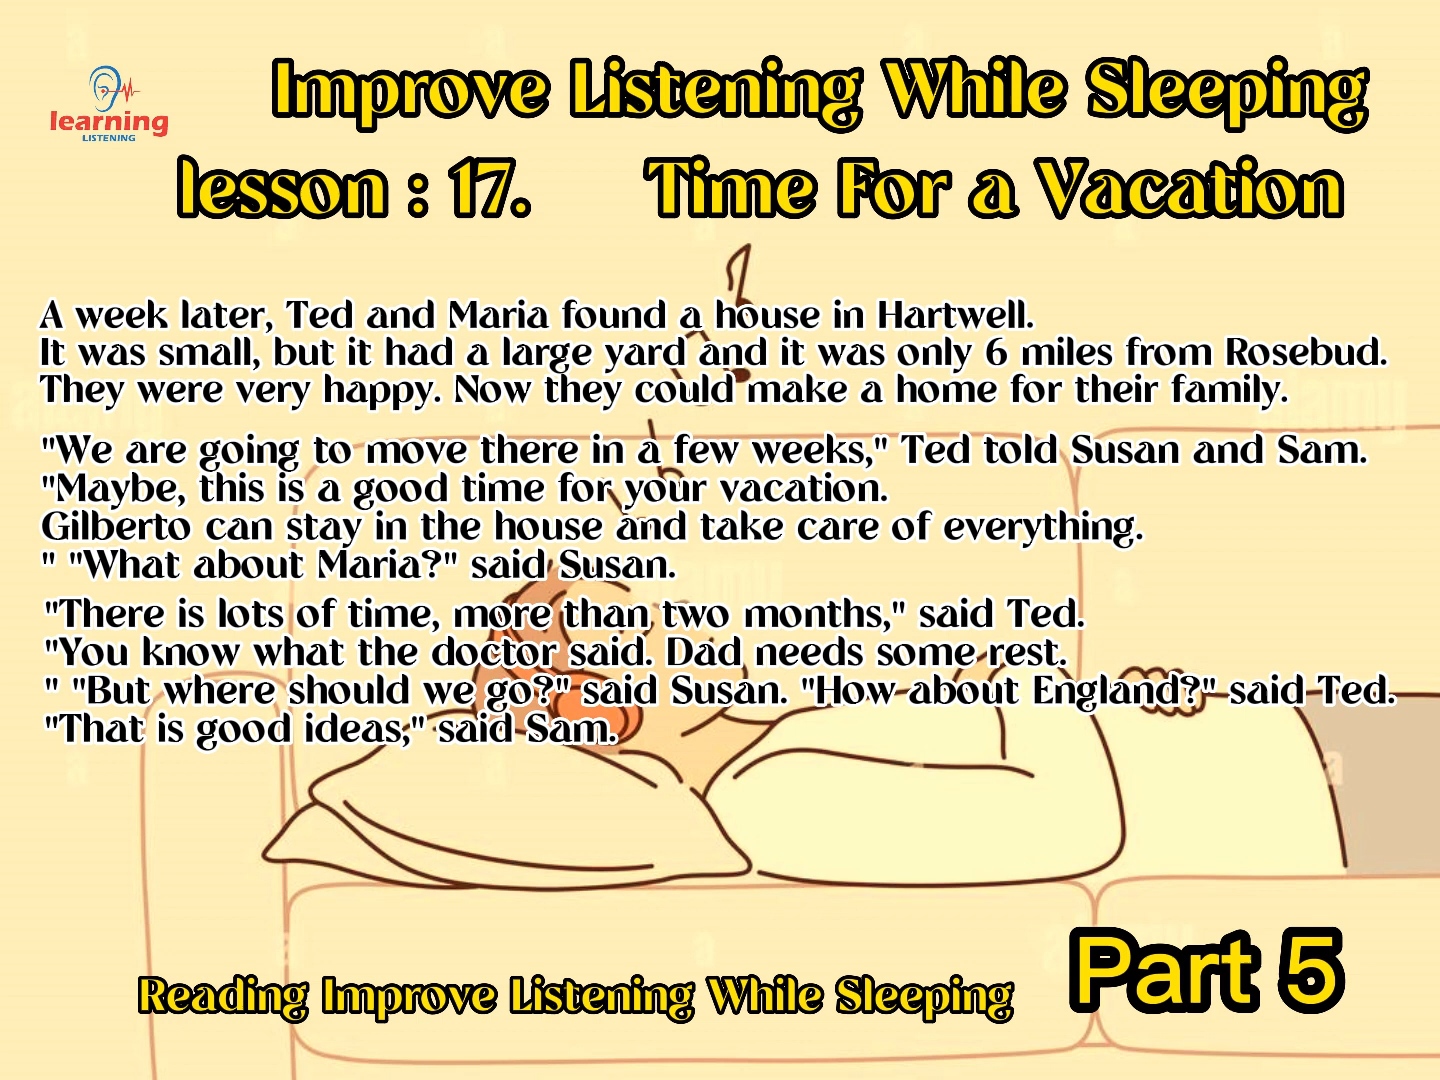 learning
LISTENING
Improve Listening While Sleeping
lesson : 17. Time For a Vacation
A week later, Ted and Maria found a house in Hartwell.
It was small, but it had a large yard and it was only 6 miles from Rosebud.
They were very happy. Now they could make a home for their family.
"We are going to move there in a few weeks," Ted told Susan and Sam.
"Maybe, this is a good time for your vacation.
Gilberto can stay in the house and take care of everything.
" "What about Maria?" said Susan.
"There is lots of time, more than two months," said Ted.
"You know what the doctor said. Dad needs some rest.
" "But where should we go?" said Susan. "How about England?" said Ted.
"That is good ideas," said Sam.
Reading Improve Listening While Sleeping
Part 5